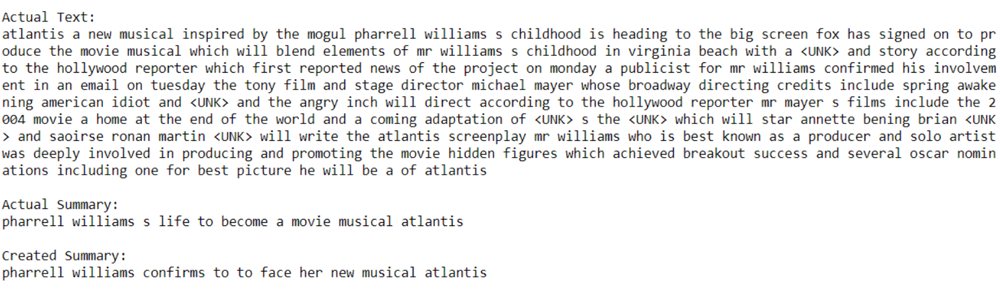 Actual Text:
atlantis a new musical inspired by the mogul pharrell williams s childhood is heading to the big screen fox has signed on to pr
oduce the movie musical which will blend elements of mr williams s childhood in virginia beach with a <UNK> and story according
to the hollywood reporter which first reported news of the project on monday a publicist for mr williams confirmed his involvem
ent in an email on tuesday the tony film and stage director michael mayer whose broadway directing credits include spring awake
ning american idiot and <UNK> and the angry inch will direct according to the hollywood reporter mr mayer s films include the 2
004 movie a home at the end of the world and a coming adaptation of <UNK> s the <UNK> which will star annette bening brian <UNK
> and saoirse ronan martin <UNK> will write the atlantis screenplay mr williams who is best known as a producer and solo artist
was deeply involved in producing and promoting the movie hidden figures which achieved breakout success and several oscar nomin
ations including one for best picture he will be a of atlantis
Actual Summary:
pharrell williams s life to become a movie musical atlantis
Created Summary:
pharrell williams confirms to to face her new musical atlantis